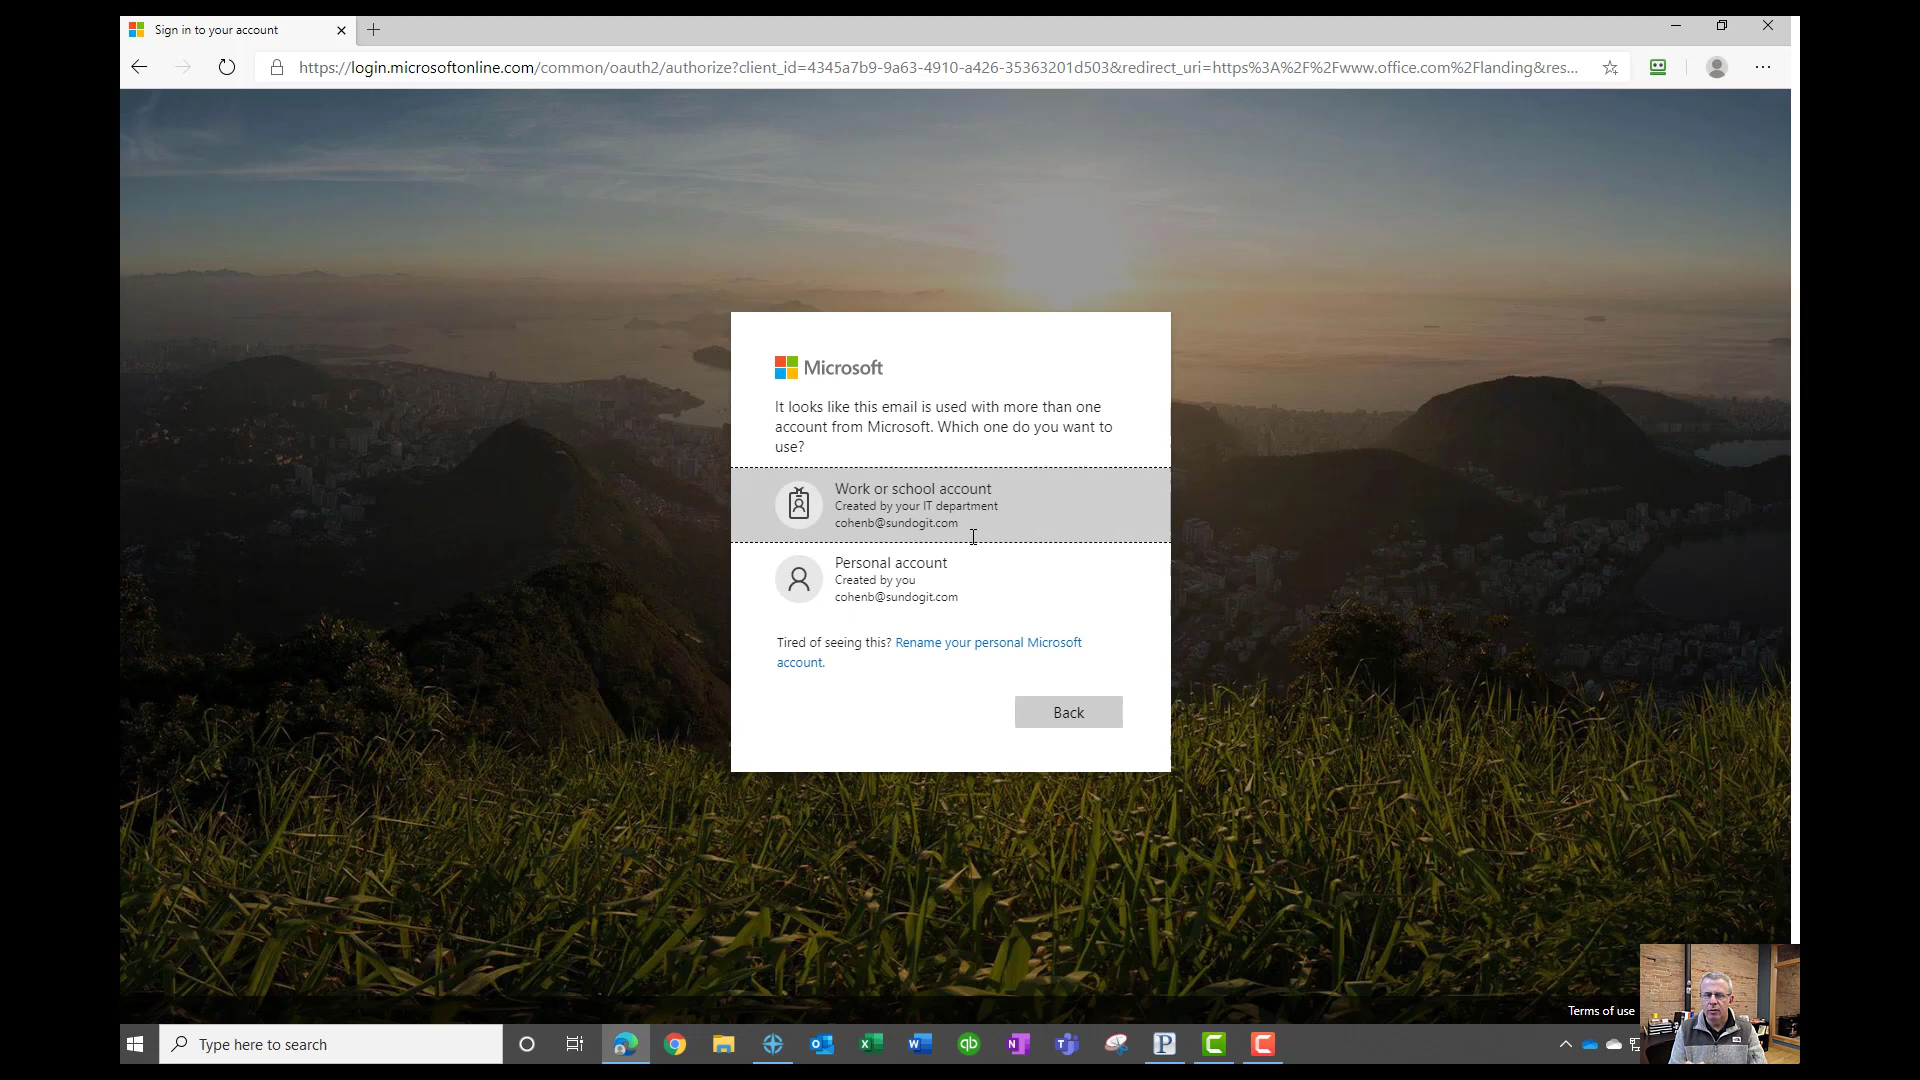 Sign in to your account
https://login.microsoftonline.com/common/oauth2/authorize?client_id=4345a7b9-9a63-4910-a426-35363201d503&redirect_uri=https%3A%2F%2Fwww.office.com%2Flanding&res...
Microsoft
It looks like this email is used with more than one
account from Microsoft. Which one do you want to
use?
Work or school account
Created by your IT department
cohenb@sundogit.com
Personal account
Created by you
cohenb@sundogit.com
Tired of seeing this? Rename your personal Microsoft
account.
Back
Terms of use
Type here to search